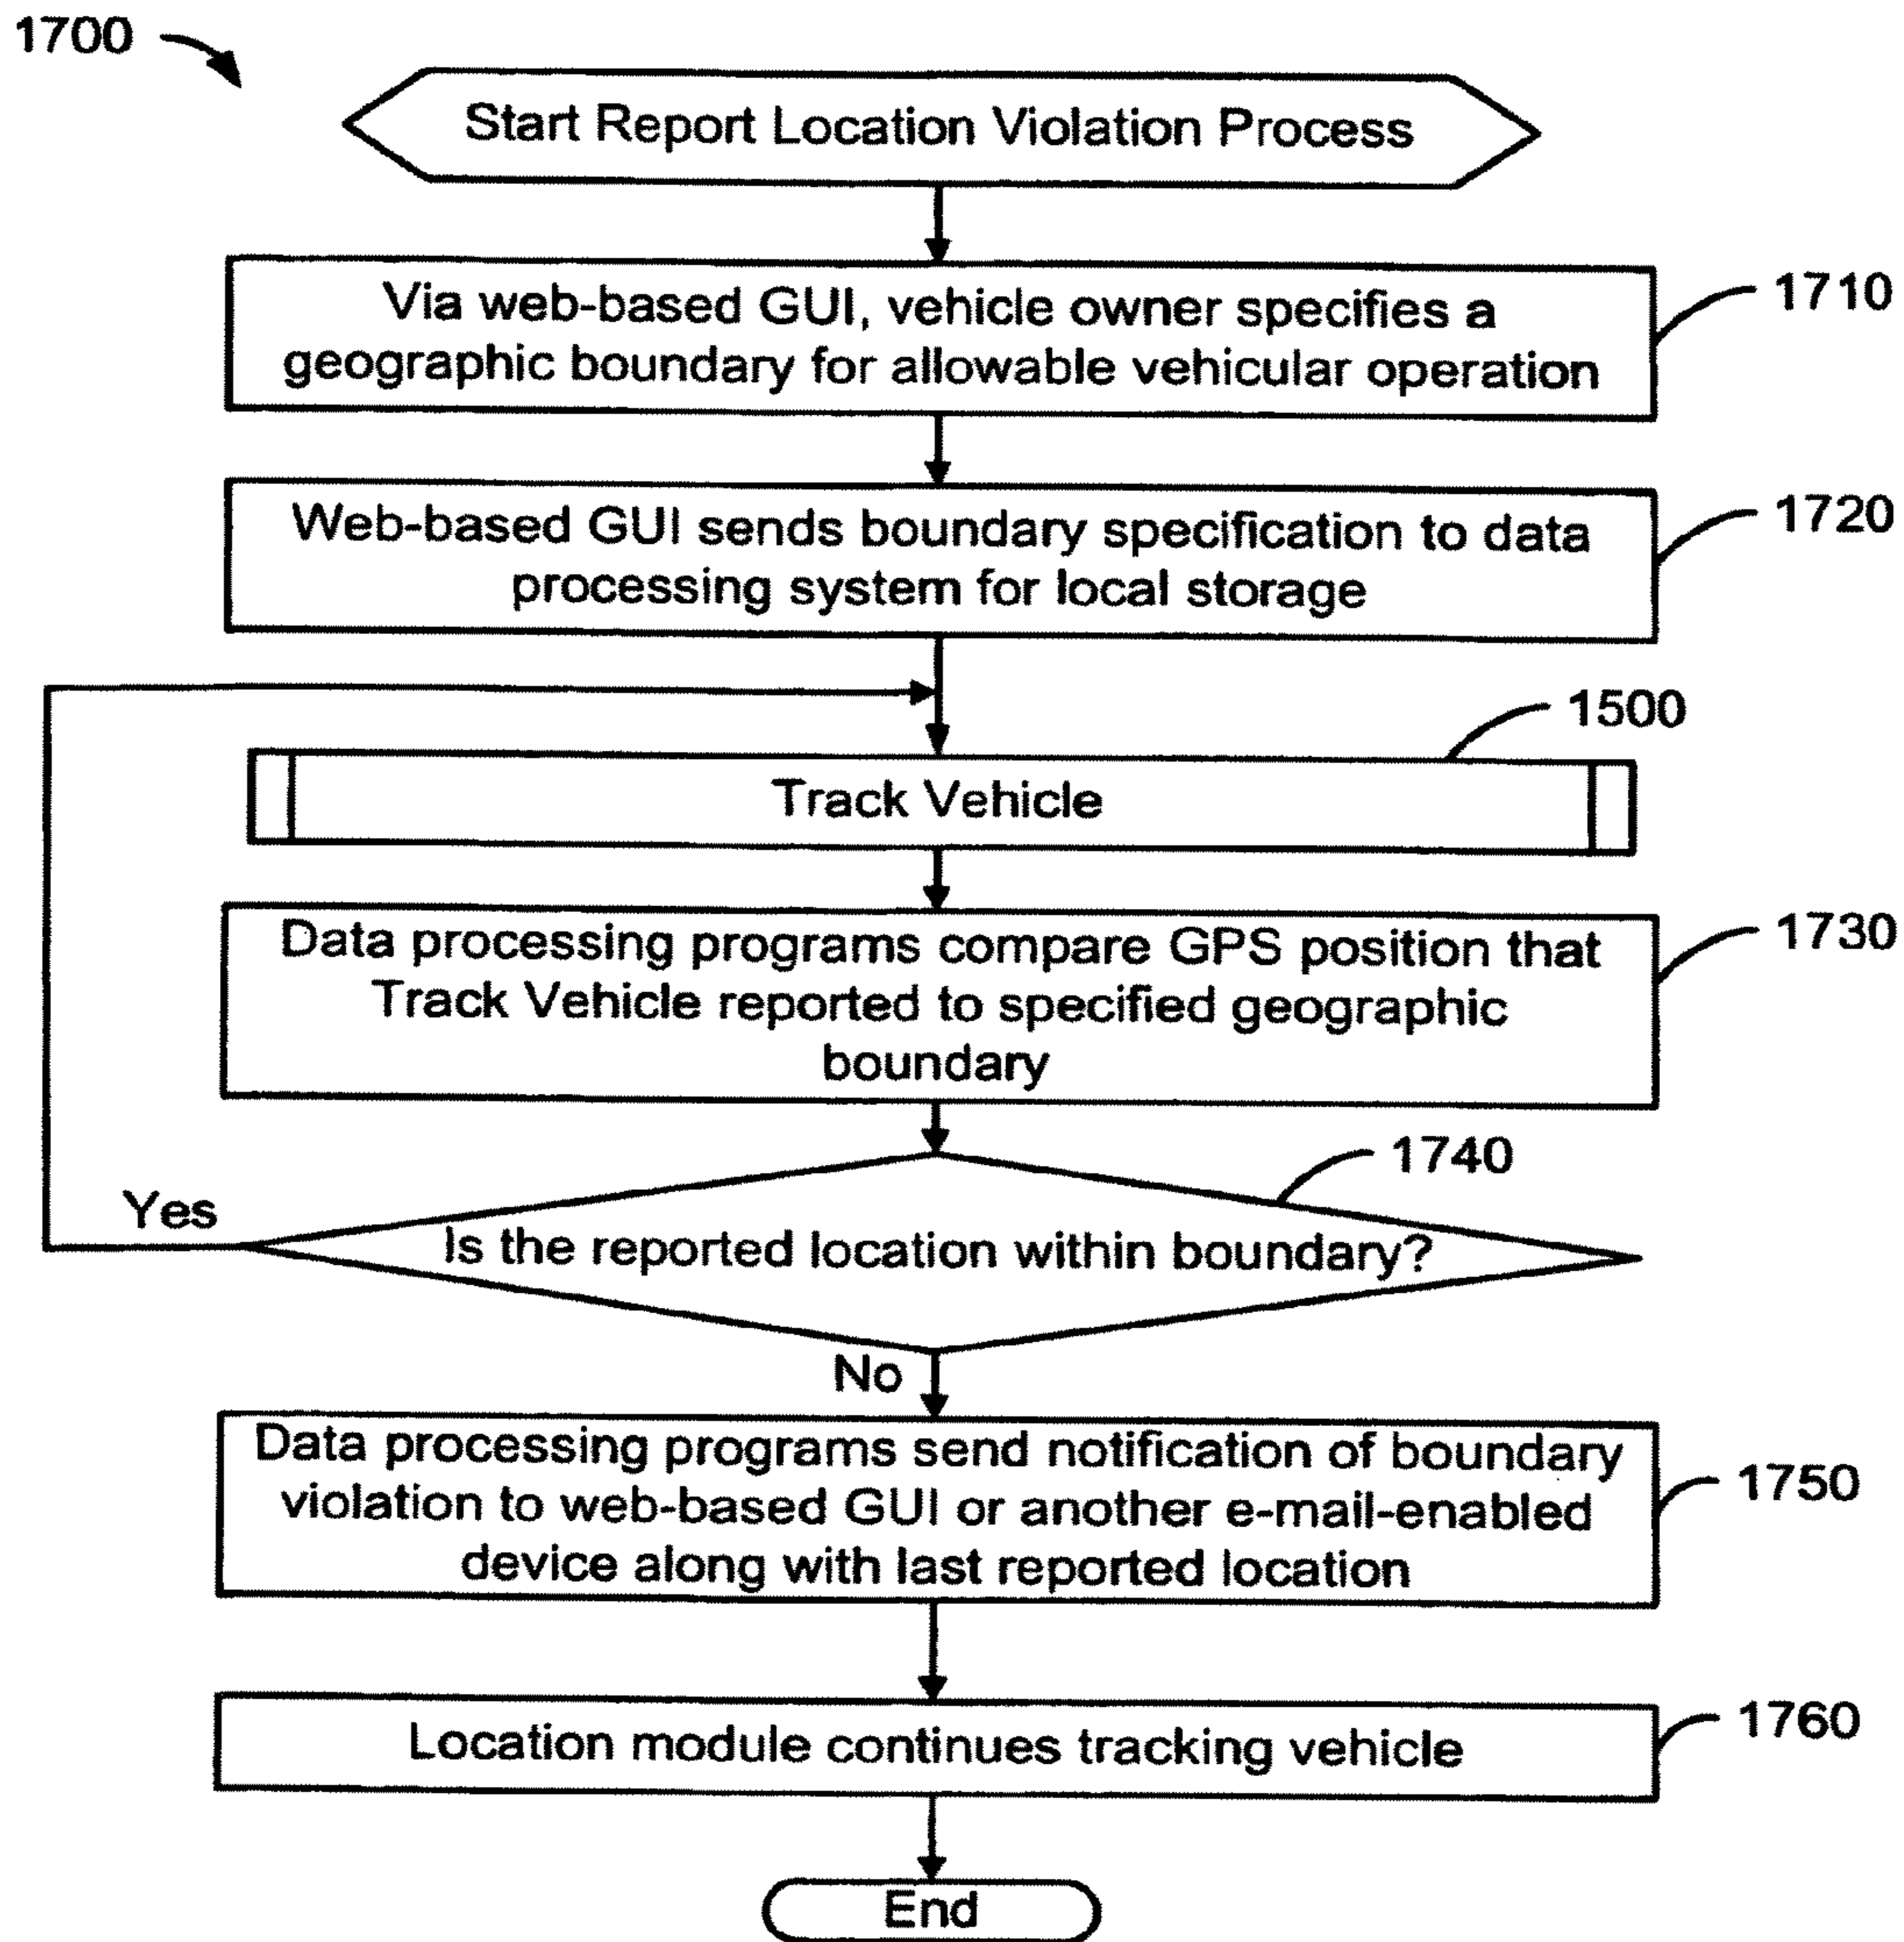 1700
Start Report Location Violation Process
Via web-based GUI, vehicle owner specifies a
geographic boundary for allowable vehicular operation
1710
Web-based GUI sends boundary specification to data
processing system for local storage
1720
1500
Track Vehicle
Data processing programs compare GPS position that
Track Vehicle reported to specified geographic
boundary
1730
1740
Yes
Is the reported location within boundary?
No
Data processing programs send notification of boundary
violation to web-based GUI or another e-mail-enabled
device along with last reported location
1750
Location module continues tracking vehicle
1760
End